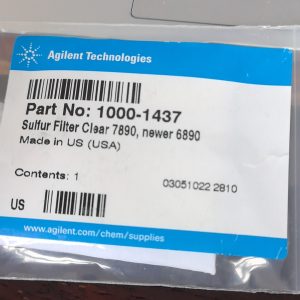 Agilent Technologies
Part No: 1000-1437
Sulfur Filter Clear 7890, newer 6890
Made in US (USA)
Contents: 1
03051022 2810
US
www.agilent.com/chem/supplies